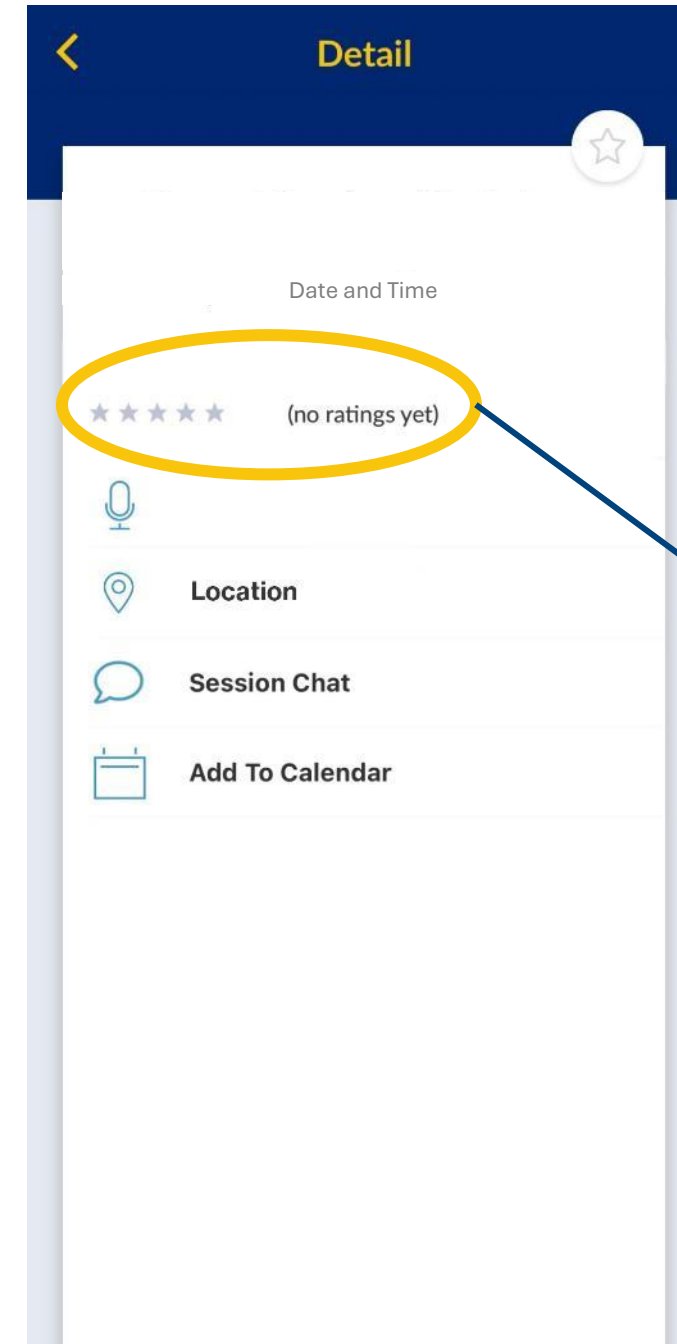 Detail
Date and Time
(no ratings yet)
Location
Session Chat
Add To Calendar